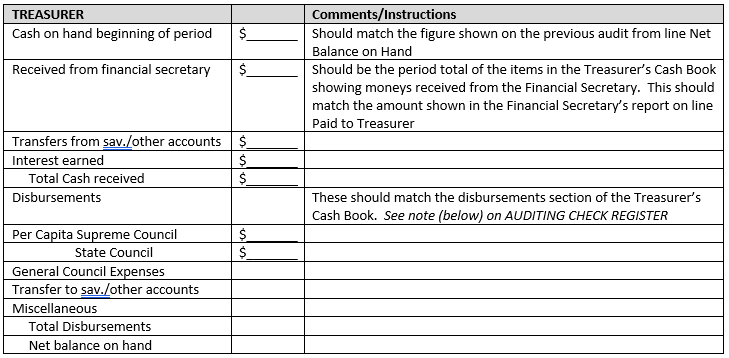 TREASURER Comments/Instructions
Cash on hand beginning of period $_______ Should match the figure shown on the previous audit from line Net
Balance on Hand
Received from financial secretary $_______ Should be the period total of the items in the Treasurer's Cash Book
showing moneys received from the Financial Secretary.  This should
match the amount shown in the Financial Secretary's report on line
Paid to Treasurer
Transfers from sav./other accounts $_______
Interest earned $_______
Total Cash received $_______
Disbursements These should match the disbursements section of the Treasurer's
Cash Book.  See note (below) on AUDITING CHECK REGISTER
Per Capita Supreme Council $_______
State Council $_______
General Council Expenses
Transfer to sav./other accounts
Miscellaneous
Total Disbursements
Net balance on hand